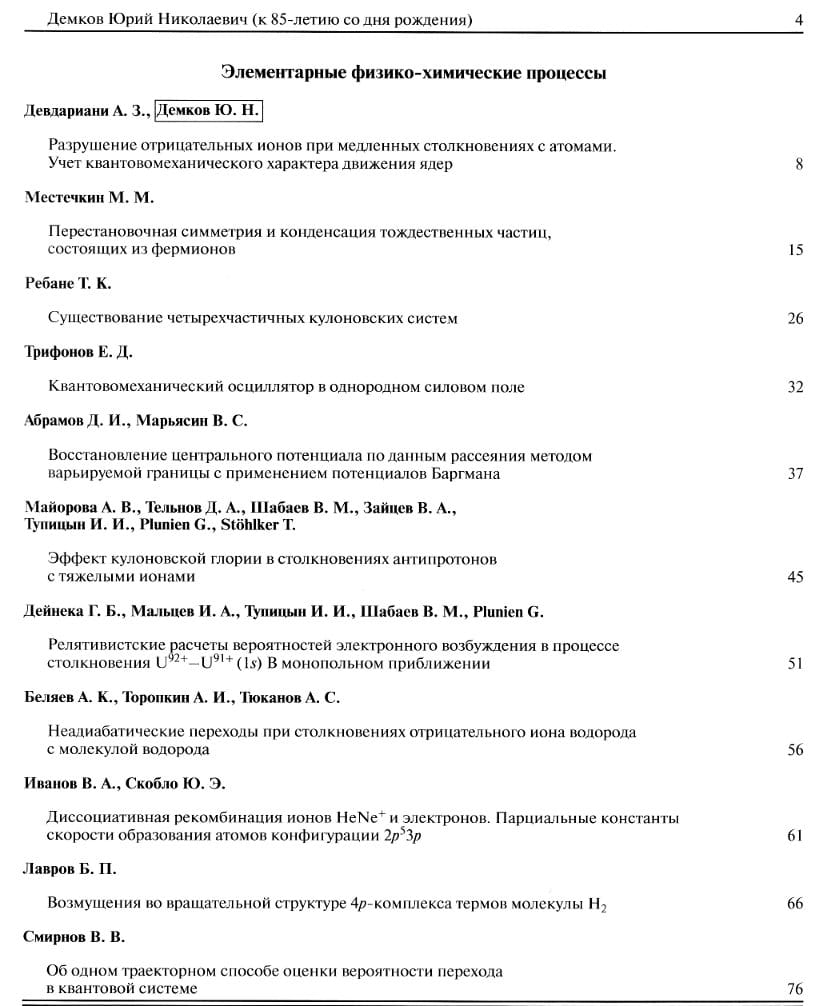 Демков Юрий Николаевич (к 85-летию со дня рождения) 4
Элементарные физико-химические процессы
Девдариани А. З., Демков Ю. Н.
Разрушение отрицательных ионов при медленных столкновениях с атомами.
Учет квантовомеханического характера движения ядер 8
Местечкин М. М.
Перестановочная симметрия и конденсация тождественных частиц,
состоящих из фермионов 15
Ребане Т. К.
Существование четырехчастичных кулоновских систем 26
Трифонов Е. Д.
Квантовомеханический осциллятор в однородном силовом поле 32
Абрамов Д. И., Марьясин В. С.
Восстановление центрального потенциала по данным рассеяния методом
варьируемой границы с применением потенциалов Баргмана 37
Майорова А. В., Тельнов Д. А., Шабаев В. М., Зайцев В. А.,
Тупицын И. И., Plunien G., Stöhlker T.
Эффект кулоновской глории в столкновениях антипротонов
с тяжелыми ионами 45
Дейнека Г. Б., Мальцев И. А., Тупицын И. И., Шабаев В. М., Plunien G.
Релятивистские расчеты вероятностей электронного возбуждения в процессе
столкновения U⁹²⁺–U⁹¹⁺ (1s) В монопольном приближении 51
Беляев А. К., Торопкин А. И., Тюканов А. С.
Неадиабатические переходы при столкновениях отрицательного иона водорода
с молекулой водорода 56
Иванов В. А., Скобло Ю. Э.
Диссоциативная рекомбинация ионов HeNe⁺ и электронов. Парциальные константы
скорости образования атомов конфигурации 2p⁵3p 61
Лавров Б. П.
Возмущения во вращательной структуре 4p-комплекса термов молекулы H₂ 66
Смирнов В. В.
Об одном траекторном способе оценки вероятности перехода
в квантовой системе 76